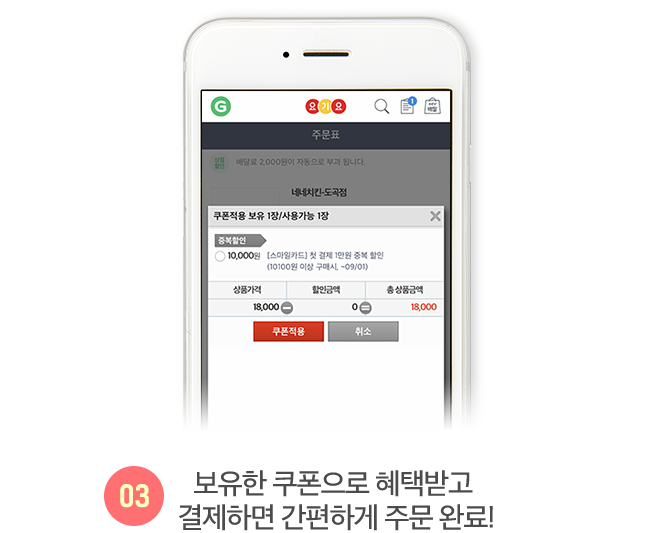 G
요기요
1
MY
배달
주문표
상품
할인
배달료 2,000원이 자동으로 부과 됩니다.
네네치킨-도곡점
쿠폰적용 보유 1장/사용가능 1장
중복할인
10,000원 [스마일카드] 첫 결제 1만원 중복 할인
(10100원 이상 구매시, ~09/01)
상품가격 할인금액 총 상품금액
18,000 0 18,000
쿠폰적용 취소
03
보유한 쿠폰으로 혜택받고
결제하면 간편하게 주문 완료!